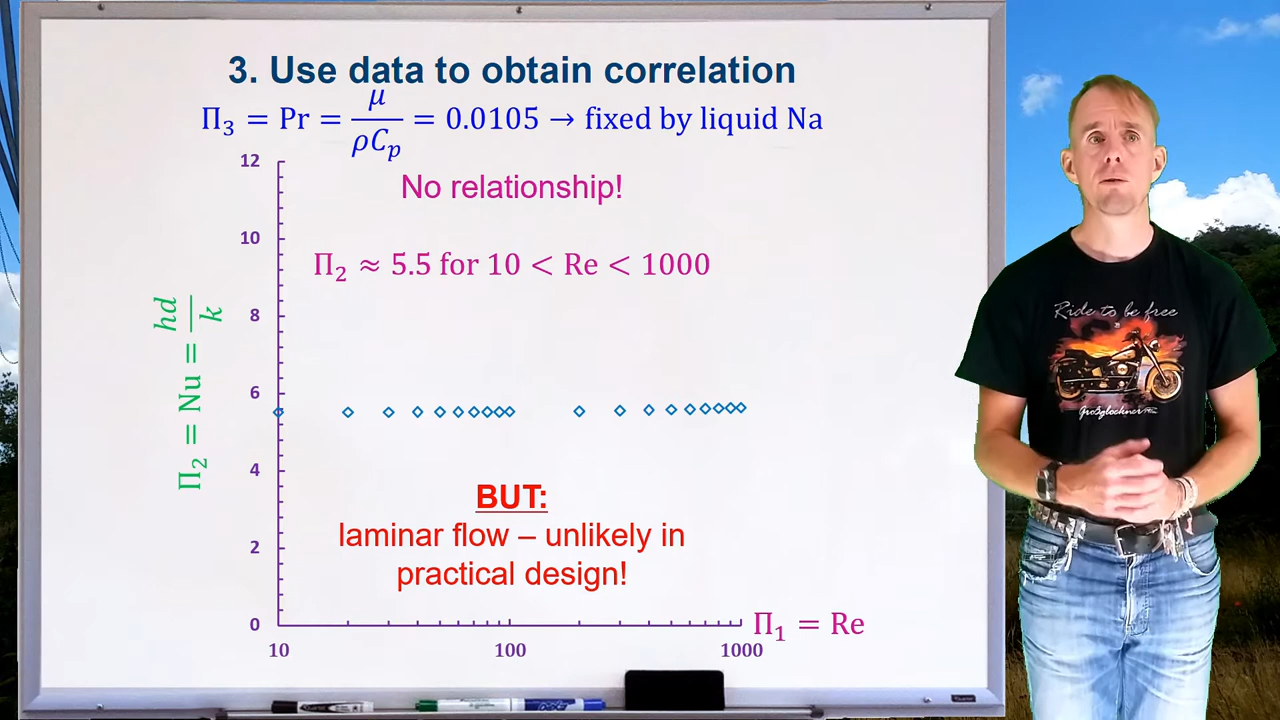 3. Use data to obtain correlation
Π₃ = Pr = μ/ρCₚ = 0.0105 → fixed by liquid Na
12
No relationship!
10
Π₂ ≈ 5.5 for 10 < Re < 1000
8
Π₂ = Nu = hd/k
6
4
BUT:
laminar flow – unlikely in
practical design!
2
0
Π₁ = Re
10 100 1000
Ride to be free
Großglockner